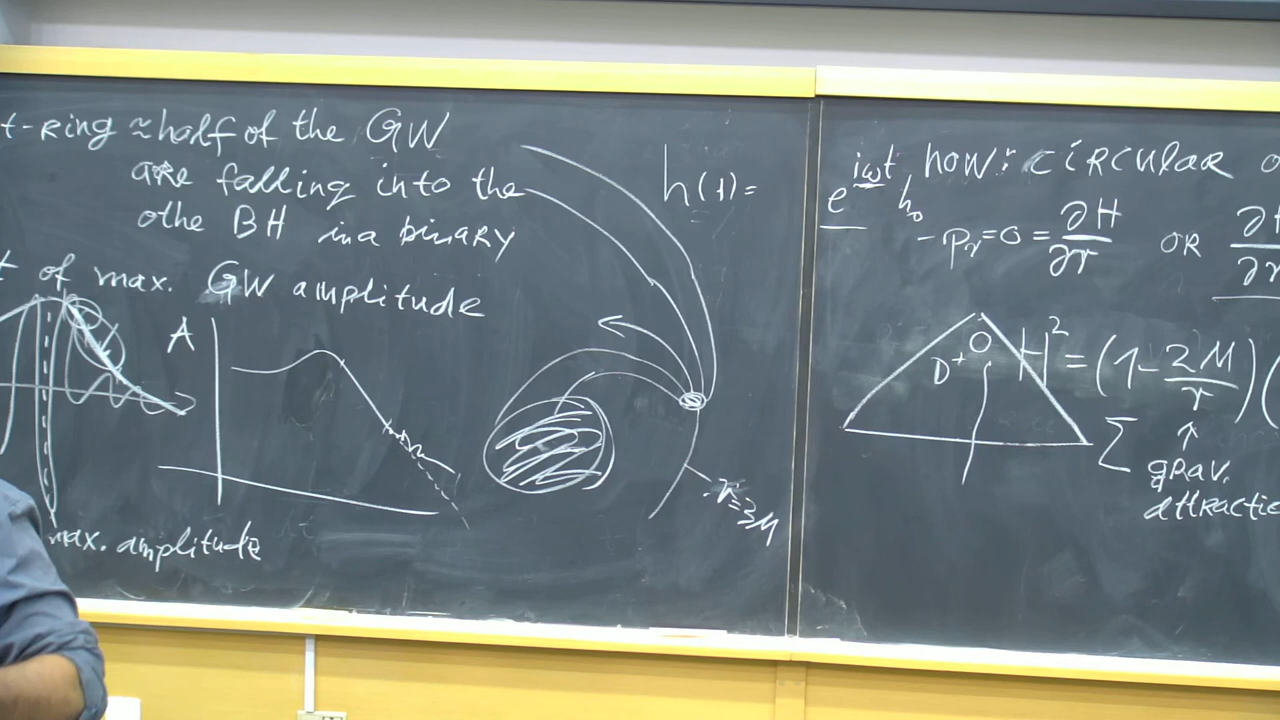 t-ring ≈half of the GW
are falling into the
othe BH in a binary
t of max. GW amplitude
A
max. amplitude
h(t)=
r=3M
e^{iωt} how: circular o
h₀
-p_r=0=∂H/∂r OR ∂H/∂r
D⁺ O H|²=(1-2M/r)(
Σ ↑
grav.
attractio